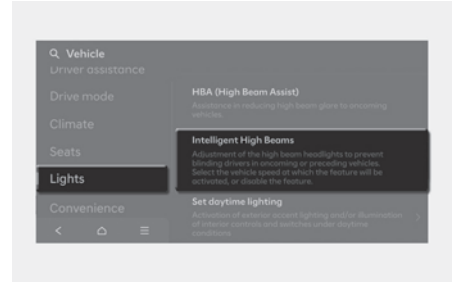 Vehicle
Driver assistance
Drive mode
Climate
Seats
Lights
Convenience
HBA (High Beam Assist)
Assistance in reducing high beam glare to oncoming
vehicles.
Intelligent High Beams
Adjustment of the high beam headlights to prevent
blinding drivers in oncoming or preceding vehicles.
Select the vehicle speed at which the feature will be
activated, or disable the feature.
Set daytime lighting
Activation of exterior accent lighting and/or illumination
of exterior controls and switches under daytime
conditions.